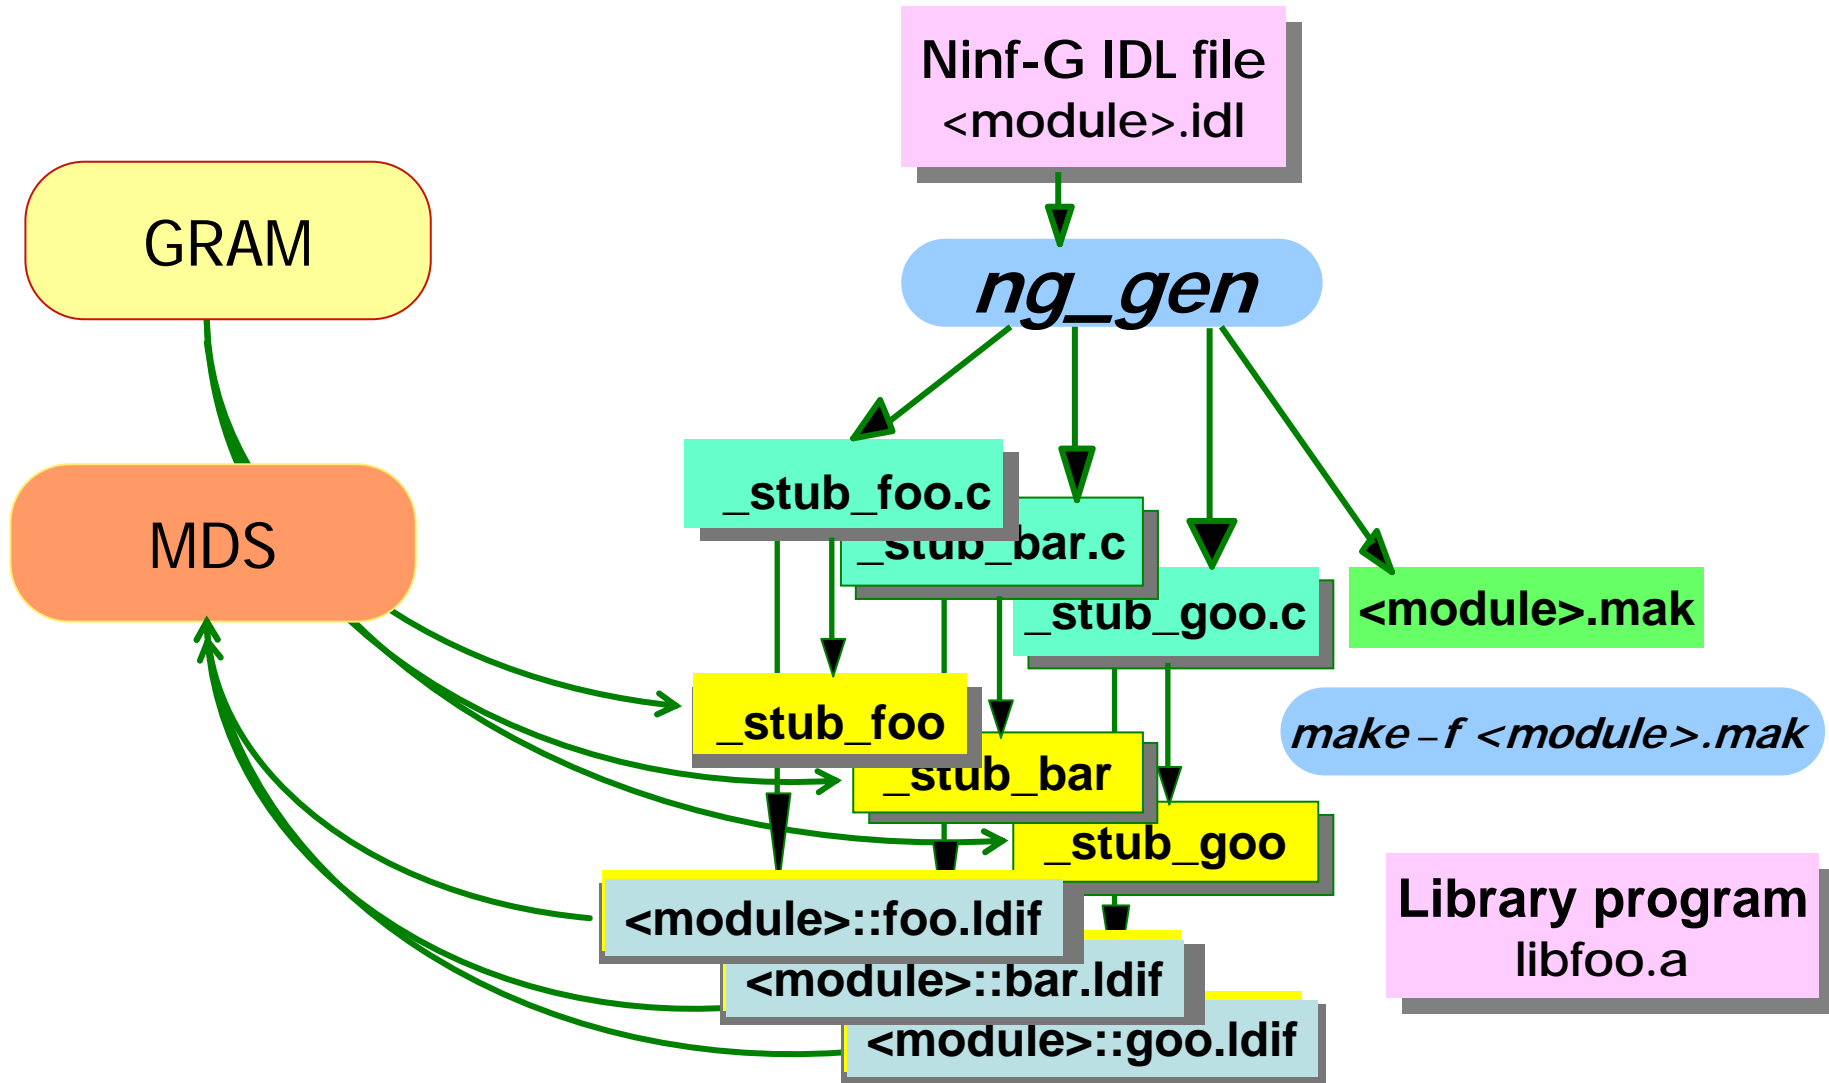 Ninf-G IDL file
<module>.idl
GRAM
ng_gen
_stub_foo.c
MDS
_stub_bar.c
_stub_goo.c
<module>.mak
_stub_foo
make –f <module>.mak
_stub_bar
_stub_goo
Library program
libfoo.a
<module>::foo.ldif
<module>::bar.ldif
<module>::goo.ldif